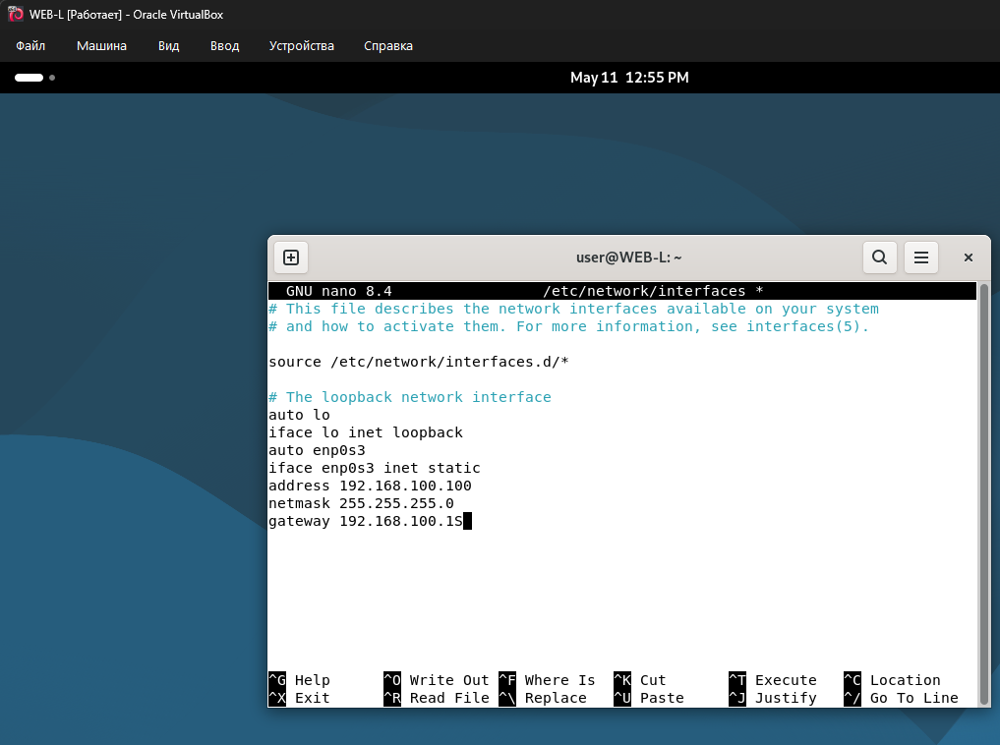 WEB-L [Работает] - Oracle VirtualBox
Файл Машина Вид Ввод Устройства Справка
May 11 12:55 PM
user@WEB-L: ~
GNU nano 8.4 /etc/network/interfaces *
# This file describes the network interfaces available on your system
# and how to activate them. For more information, see interfaces(5).
source /etc/network/interfaces.d/*
# The loopback network interface
auto lo
iface lo inet loopback
auto enp0s3
iface enp0s3 inet static
address 192.168.100.100
netmask 255.255.255.0
gateway 192.168.100.1S
^G Help ^O Write Out ^F Where Is ^K Cut ^T Execute ^C Location
^X Exit ^R Read File ^\ Replace ^U Paste ^J Justify ^/ Go To Line